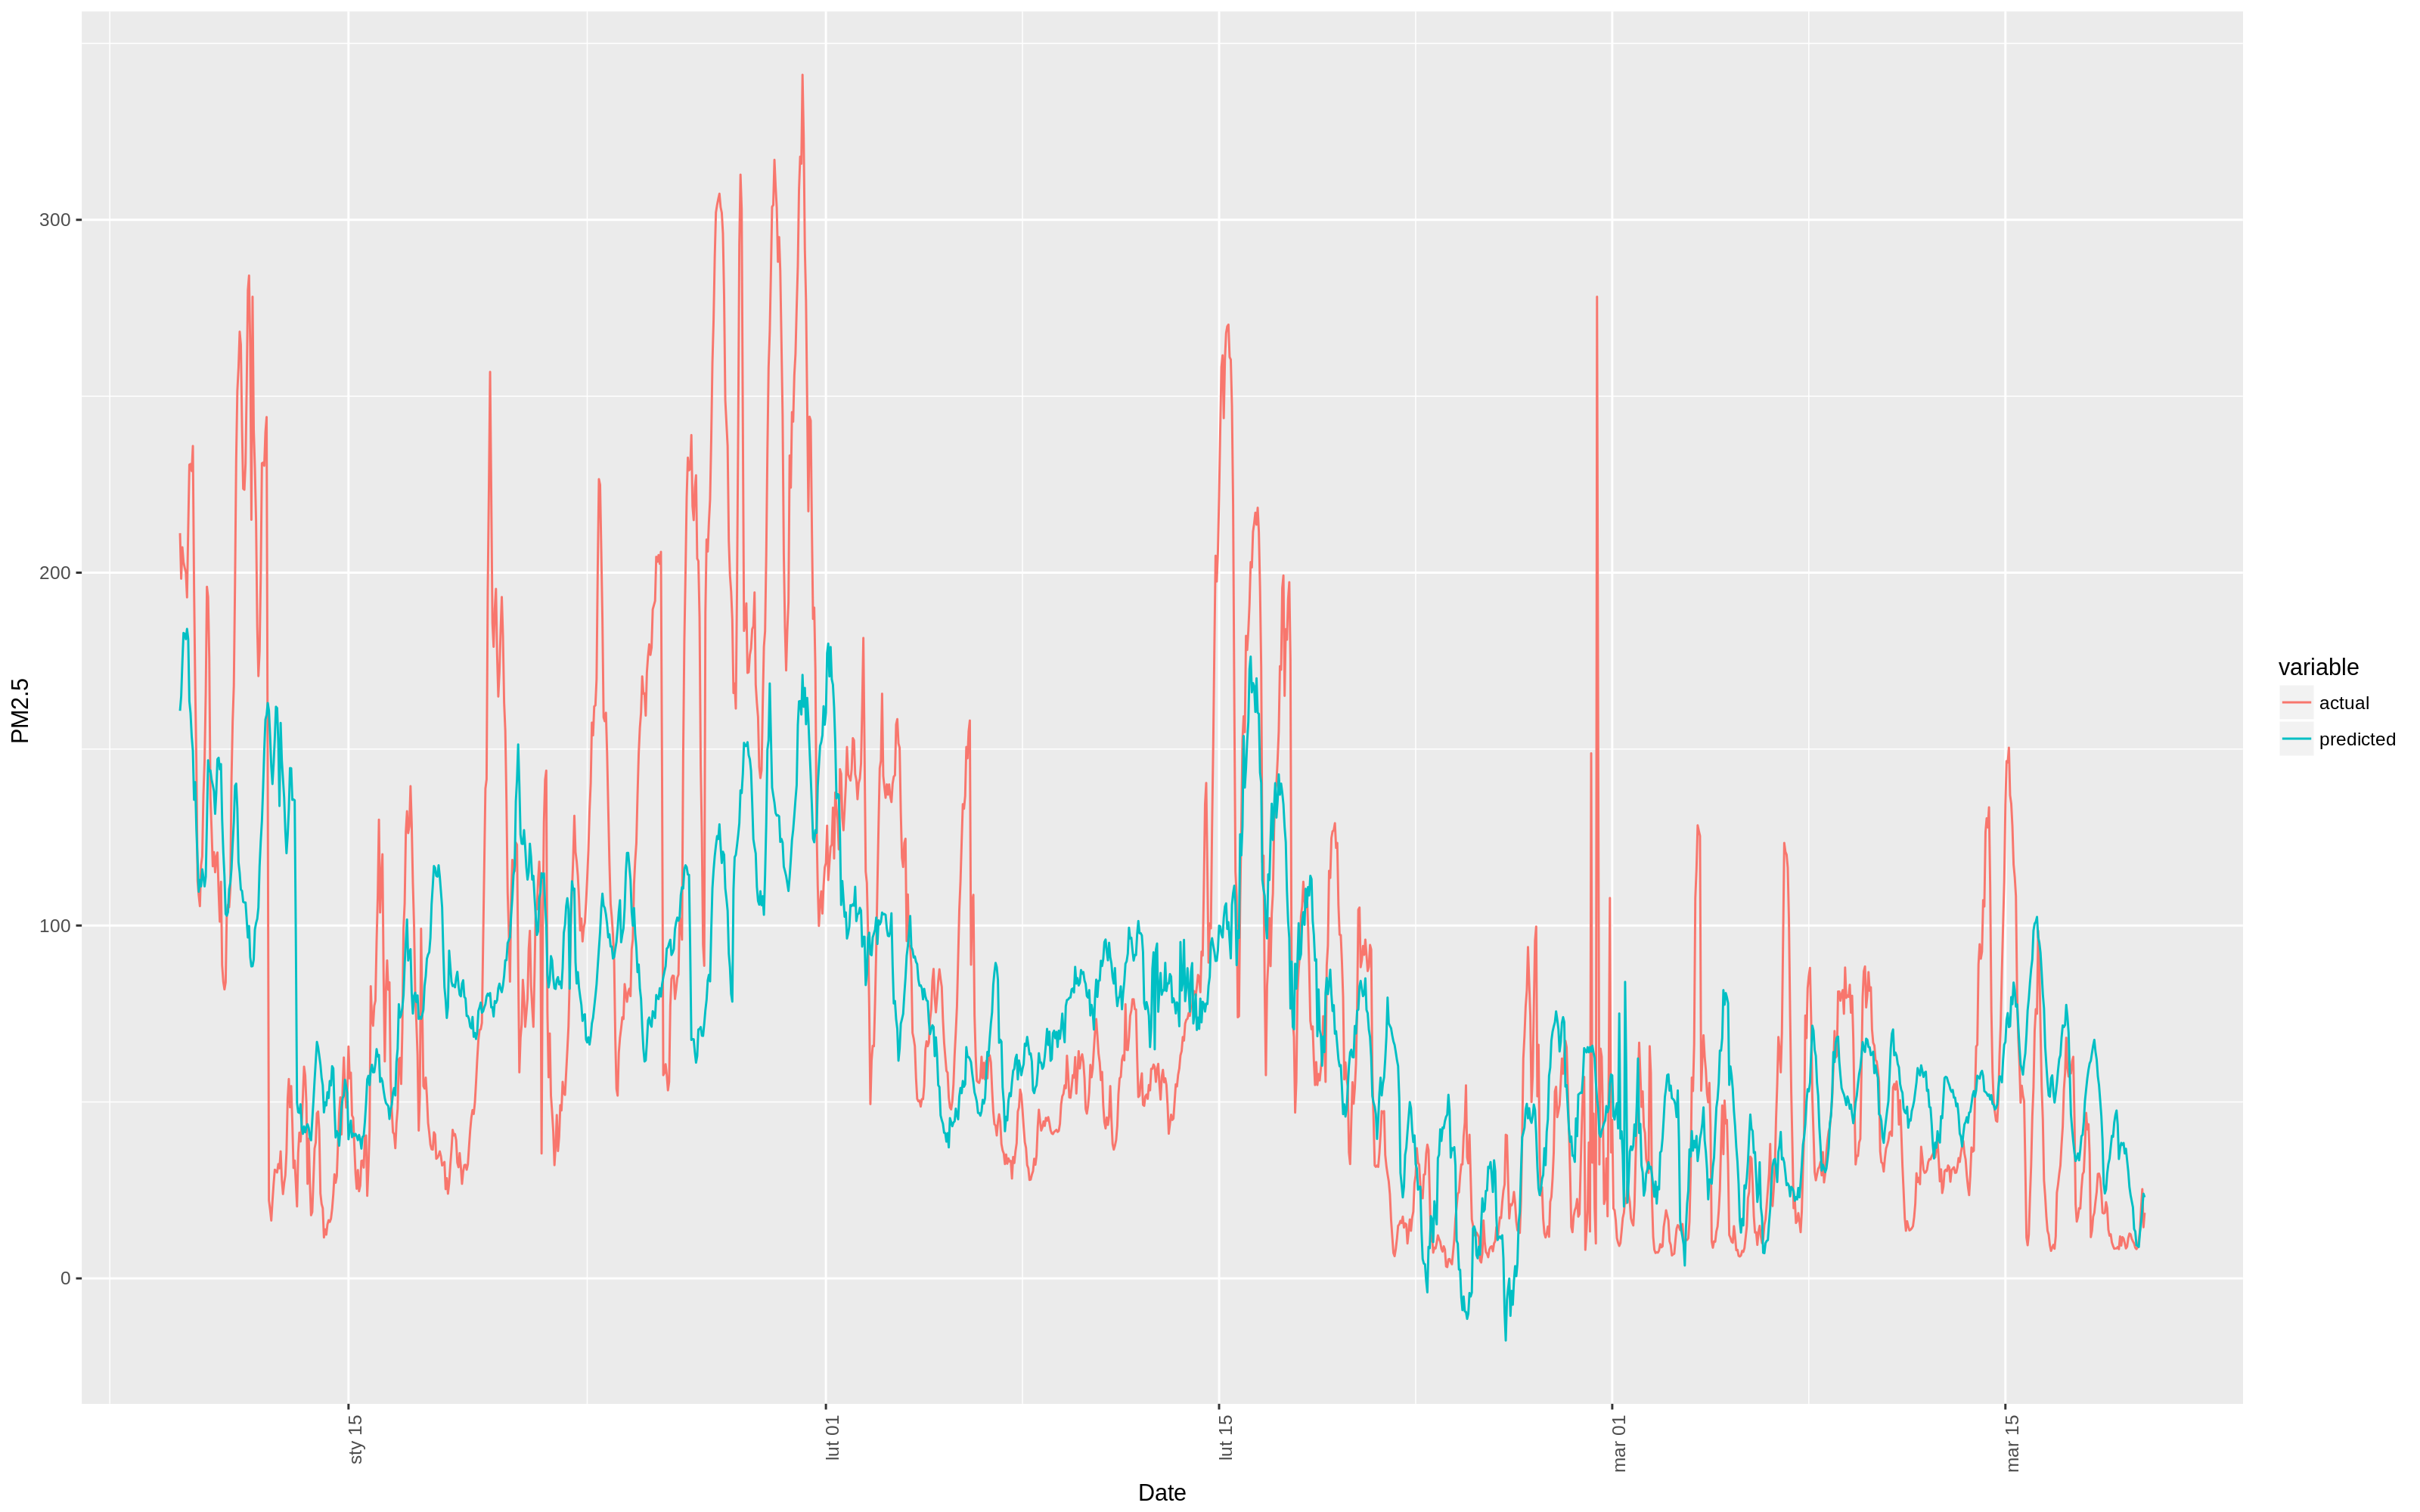 PM2.5
300
200
100
0
sty 15
lut 01
lut 15
mar 01
mar 15
Date
variable
actual
predicted